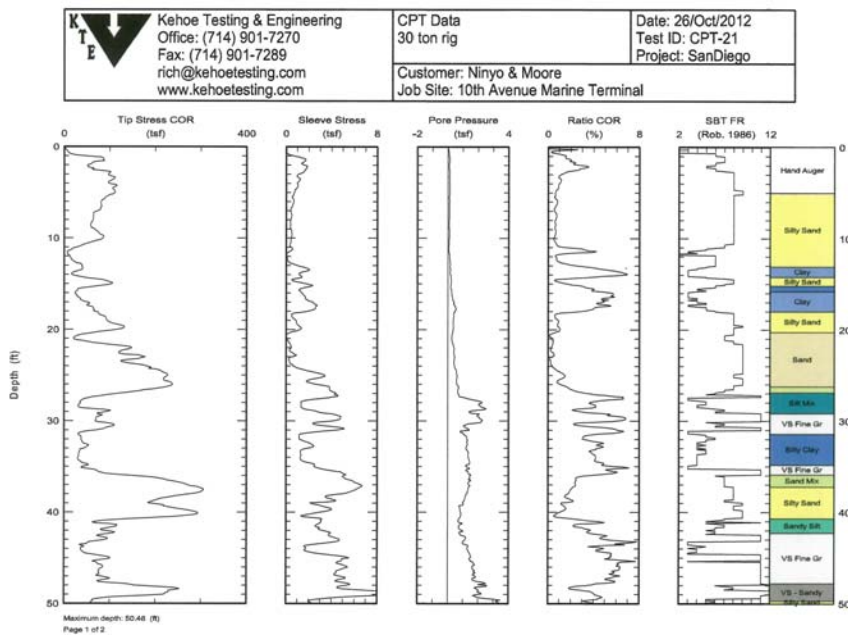 K T E
Kehoe Testing & Engineering
Office: (714) 901-7270
Fax: (714) 901-7289
rich@kehoetesting.com
www.kehoetesting.com
CPT Data
30 ton rig
Date: 26/Oct/2012
Test ID: CPT-21
Project: SanDiego
Customer: Ninyo & Moore
Job Site: 10th Avenue Marine Terminal
Tip Stress COR
0 (tsf) 400
Sleeve Stress
0 (tsf) 8
Pore Pressure
-2 (tsf) 4
Ratio COR
0 (%) 8
SBT FR
2 (Rob. 1986) 12
Depth (ft)
0
10
20
30
40
50
Hand Auger
Silty Sand
Clay
Silty Sand
Clay
Silty Sand
Sand
Silt Mix
VS Fine Gr
Silty Clay
VS Fine Gr
Sand Mix
Silty Sand
Sandy Silt
VS Fine Gr
VS - Sandy
Silty Sand
0
10
20
30
40
50
Maximum depth: 50.48 (ft)
Page 1 of 2